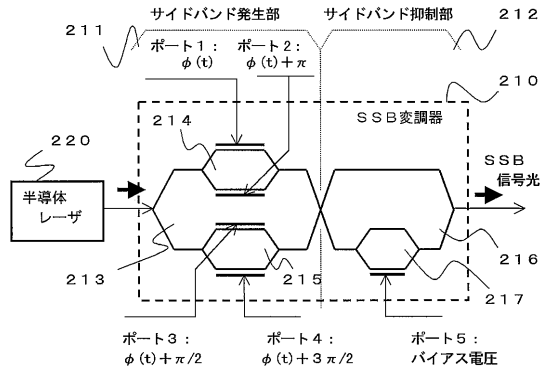 サイドバンド発生部
サイドバンド抑制部
211
212
ポート1：
φ(t)
ポート2：
φ(t)+π
210
SSB変調器
214
220
半導体
レーザ
SSB
信号光
213
215
216
217
ポート3：
φ(t)+π/2
ポート4：
φ(t)+3π/2
ポート5：
バイアス電圧